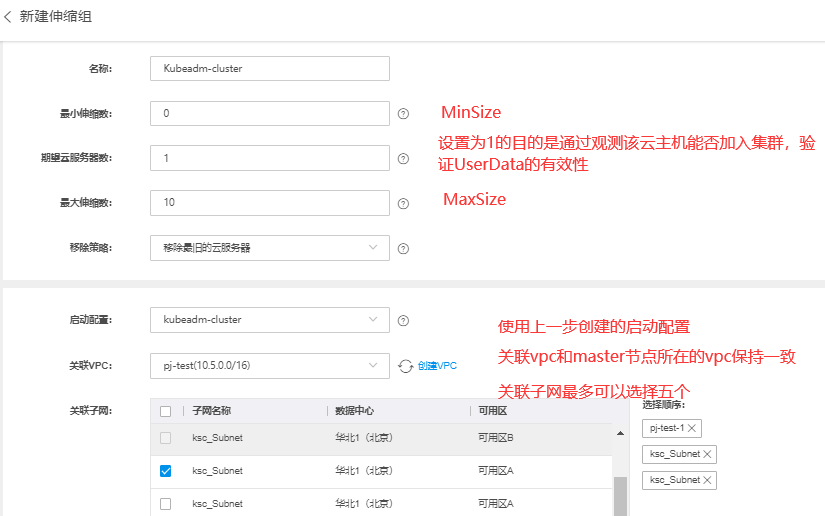 新建伸缩组
名称: Kubeadm-cluster
最小伸缩数: 0 MinSize
期望云服务器数: 1 设置为1的目的是通过观测该云主机能否加入集群，验
证UserData的有效性
最大伸缩数: 10 MaxSize
移除策略: 移除最旧的云服务器
启动配置: kubeadm-cluster 使用上一步创建的启动配置
关联VPC: pj-test(10.5.0.0/16) 创建VPC 关联vpc和master节点所在的vpc保持一致
关联子网最多可以选择五个
关联子网: 子网名称 数据中心 可用区 选择顺序:
ksc_Subnet 华北1（北京） 可用区B pj-test-1
ksc_Subnet 华北1（北京） 可用区A ksc_Subnet
ksc_Subnet
ksc_Subnet 华北1（北京） 可用区A